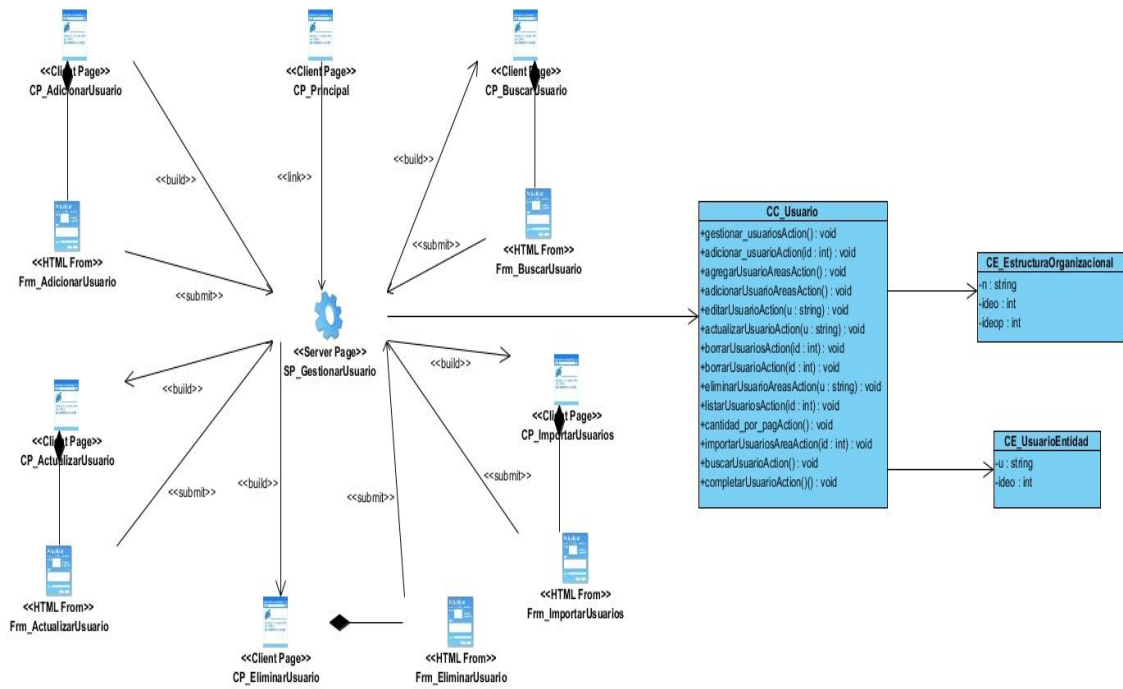 <<Client Page>>
CP_AdicionarUsuario
<<Client Page>>
CP_Principal
<<Client Page>>
CP_BuscarUsuario
<<build>>
<<link>>
<<build>>
<<HTML From>>
Frm_AdicionarUsuario
<<submit>>
<<submit>>
<<HTML From>>
Frm_BuscarUsuario
<<Server Page>>
SP_GestionarUsuario
CC_Usuario
+gestionar_usuariosAction() : void
+adicionar_usuarioAction(id : int) : void
+agregarUsuarioAreasAction() : void
+adicionarUsuarioAreasAction() : void
+editarUsuarioAction(u : string) : void
+actualizarUsuarioAction(u : string) : void
+borrarUsuariosAction(id : int) : void
+borrarUsuarioAction(id : int) : void
+eliminarUsuarioAreasAction(u : string) : void
+listarUsuariosAction(id : int) : void
+cantidad_por_pagAction() : void
+importarUsuariosAreaAction(id : int) : void
+buscarUsuarioAction() : void
+completarUsuarioAction()() : void
CE_EstructuraOrganizacional
-n : string
-ideo : int
-ideop : int
CE_UsuarioEntidad
-u : string
-ideo : int
<<build>>
<<build>>
<<Client Page>>
CP_ActualizarUsuario
<<Client Page>>
CP_ImportarUsuarios
<<submit>>
<<build>>
<<submit>>
<<submit>>
<<HTML From>>
Frm_ActualizarUsuario
<<HTML From>>
Frm_ImportarUsuarios
<<Client Page>>
CP_EliminarUsuario
<<HTML From>>
Frm_EliminarUsuario